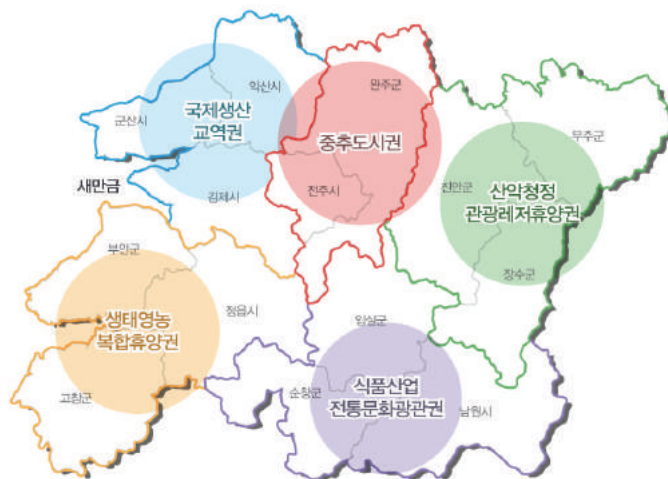 익산시
완주군
군산시
국제생산
교역권
중추도시권
무주군
새만금
김제시
전주시
진안군
산악청정
관광레저휴양권
부안군
장수군
정읍시
생태영농
복합휴양권
임실군
고창군
순창군
식품산업
전통문화광관권
남원시